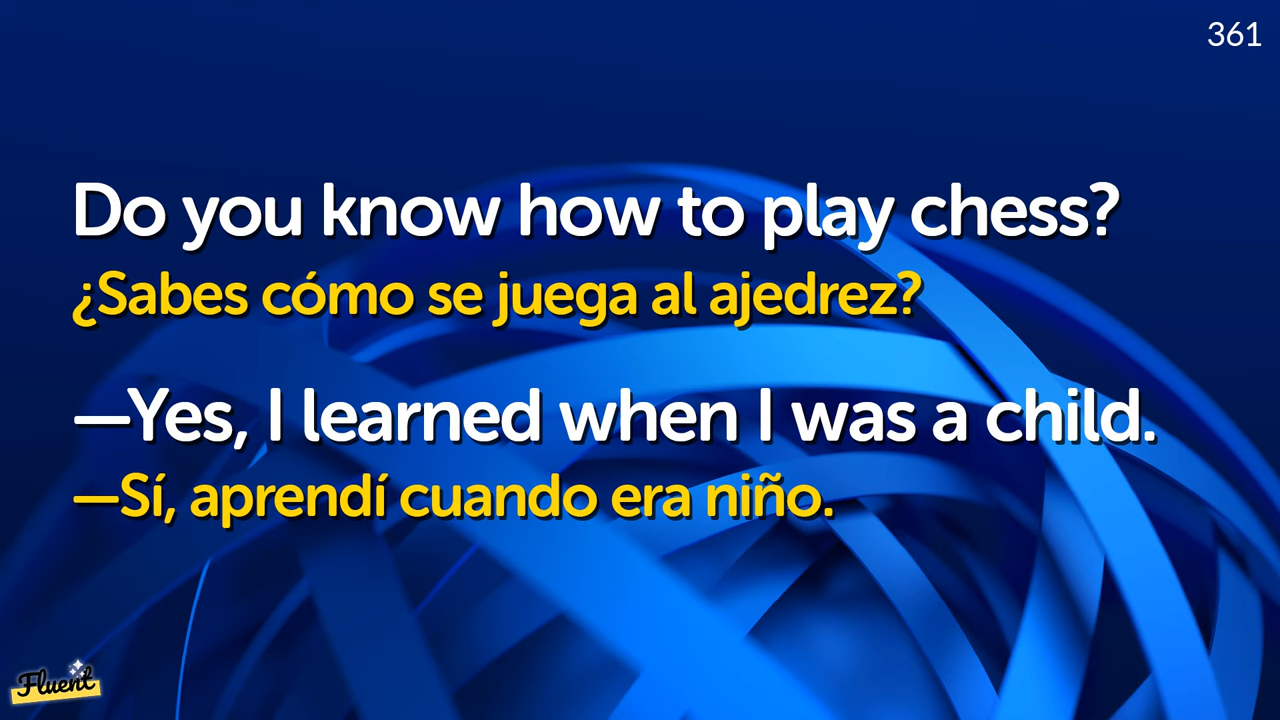 361
Do you know how to play chess?
¿Sabes cómo se juega al ajedrez?
—Yes, I learned when I was a child.
—Sí, aprendí cuando era niño.
Fluent